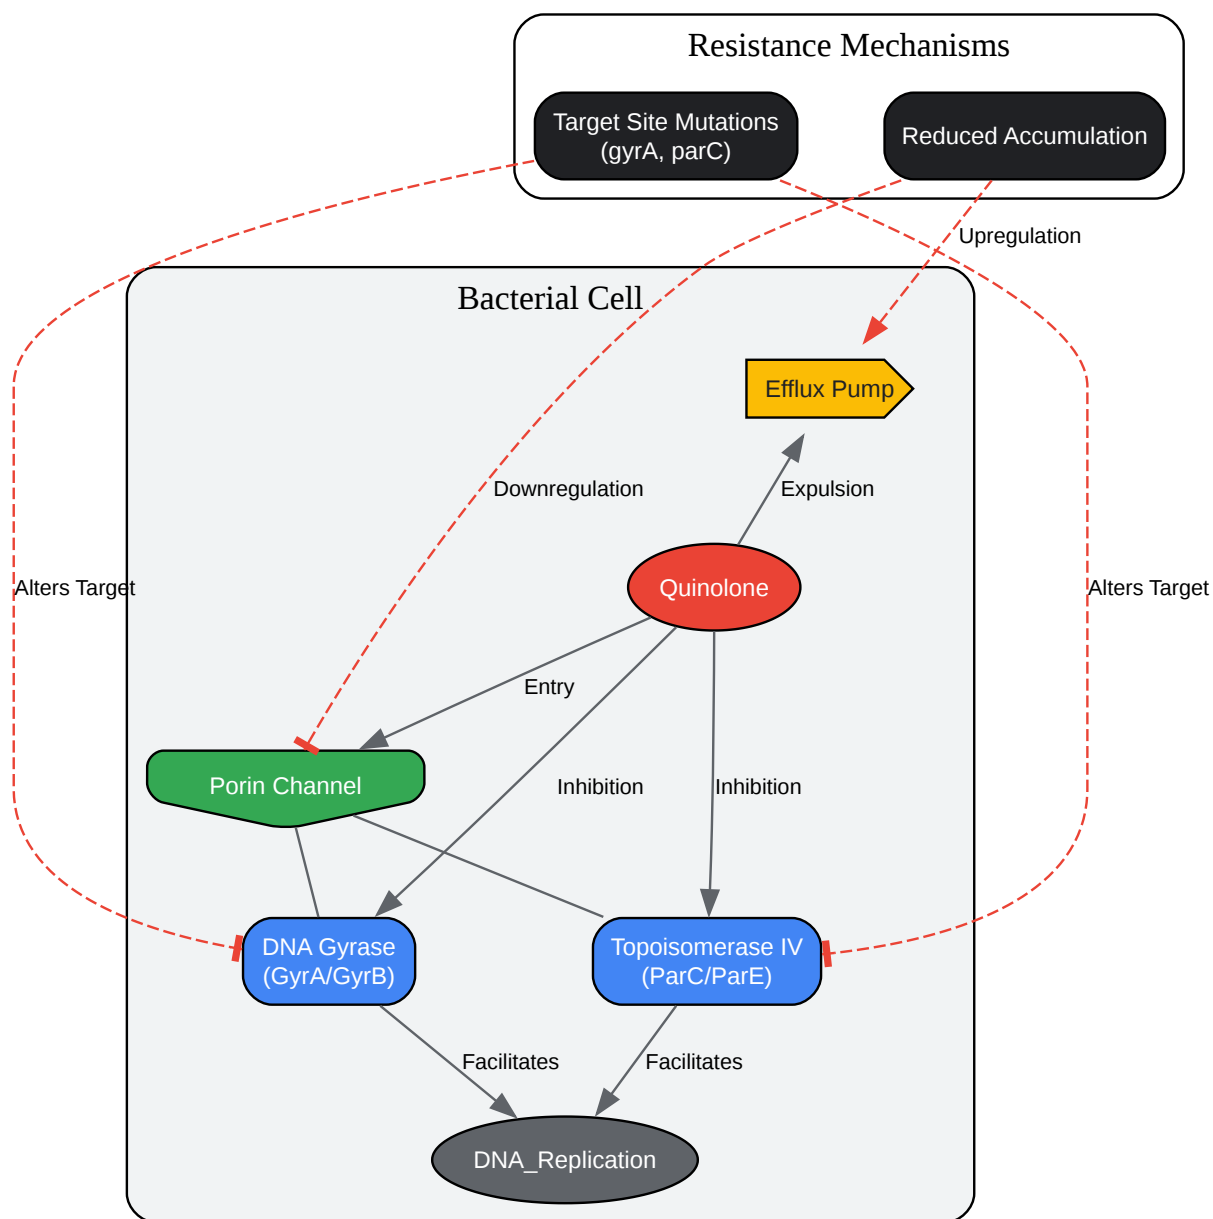 Resistance Mechanisms
Target Site Mutations
(gyrA, parC)
Reduced Accumulation
Upregulation
Bacterial Cell
Efflux Pump
Downregulation
Expulsion
Alters Target
Quinolone
Alters Target
Entry
Porin Channel
Inhibition
Inhibition
DNA Gyrase
(GyrA/GyrB)
Topoisomerase IV
(ParC/ParE)
Facilitates
Facilitates
DNA_Replication